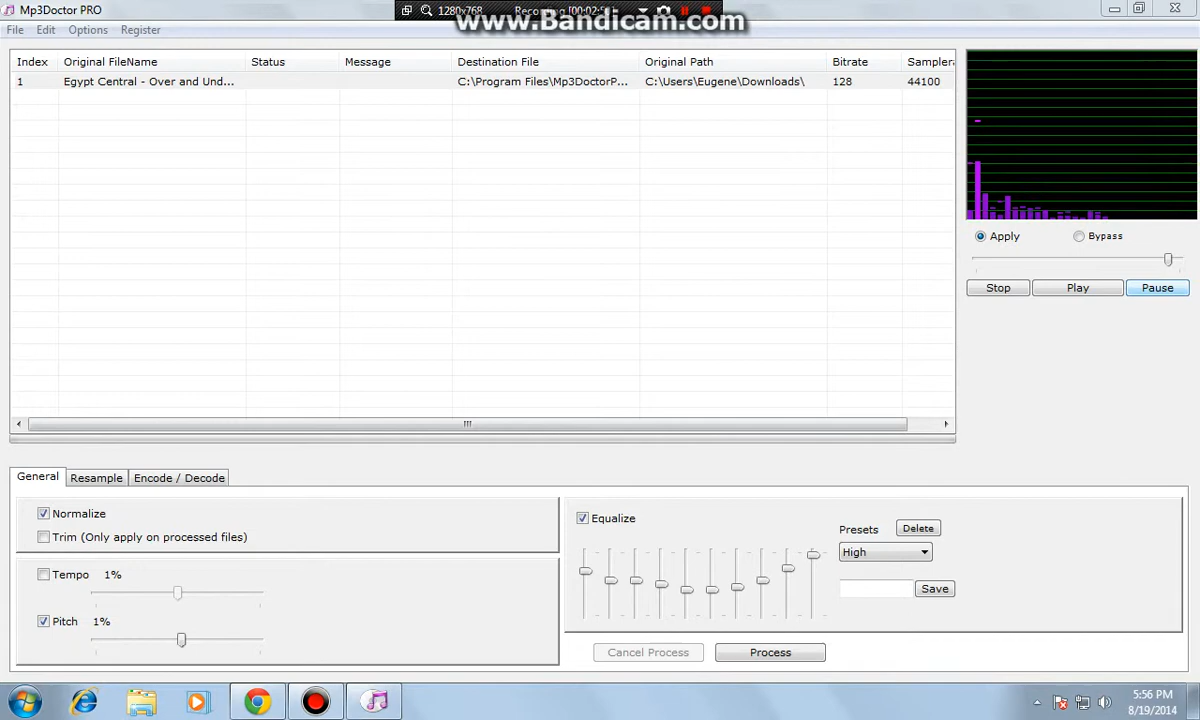 Mp3Doctor PRO
1280x768
www.Bandicam.com
File Edit Options Register
Index Original FileName Status Message Destination File Original Path Bitrate Sampler
1 Egypt Central - Over and Und... C:\Program Files\Mp3DoctorP... C:\Users\Eugene\Downloads\ 128 44100
Apply Bypass
Stop Play Pause
General Resample Encode / Decode
Normalize
Trim (Only apply on processed files)
Tempo 1%
Pitch 1%
Equalize
Presets Delete
High
Save
Cancel Process Process
5:56 PM
8/19/2014